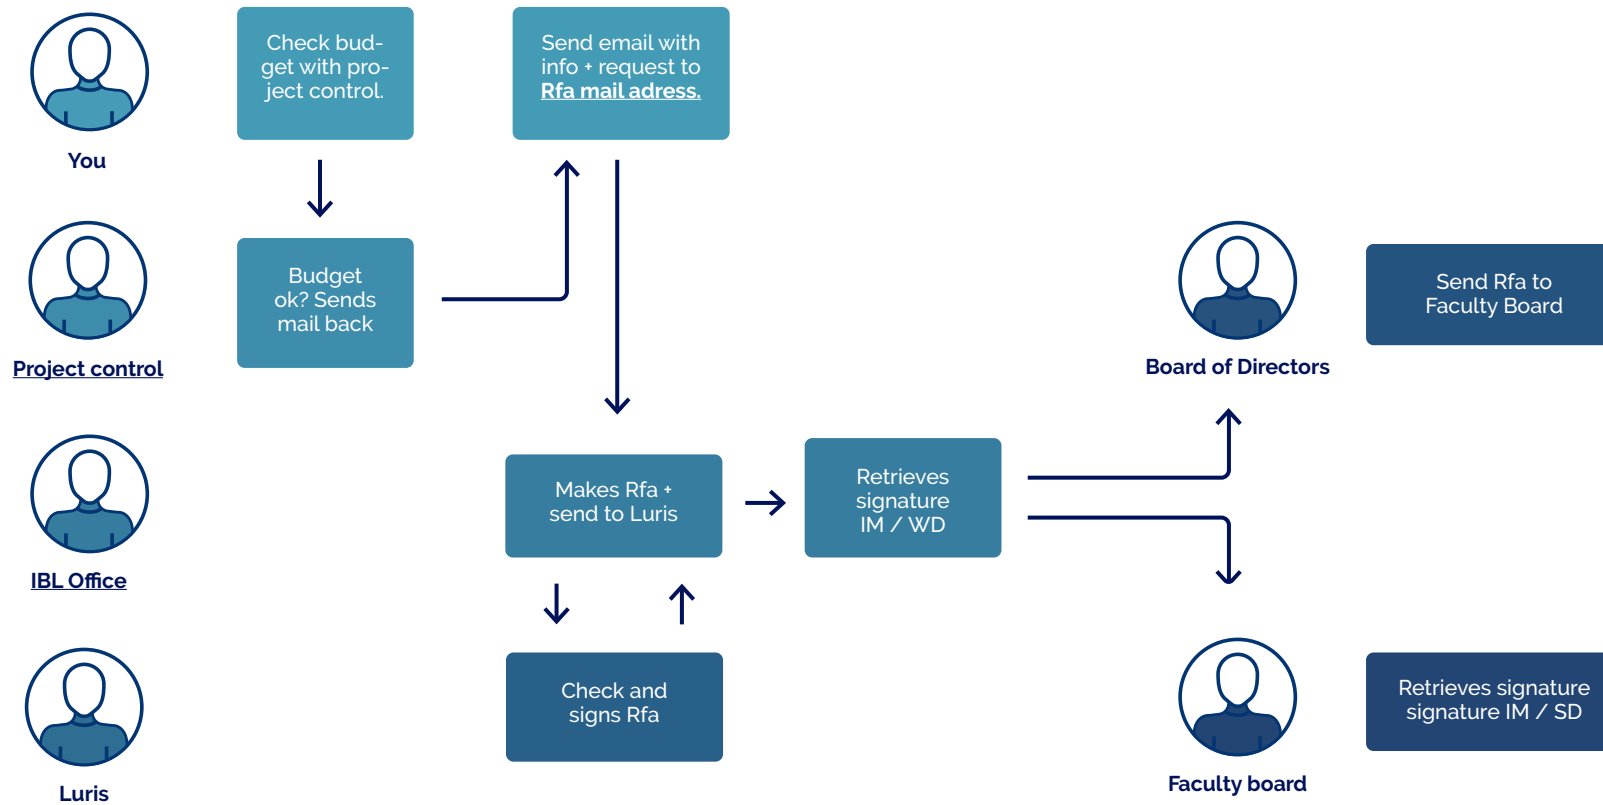 Check bud-
get with pro-
ject control.
Send email with
info + request to
Rfa mail adress.
You
Budget
ok? Sends
mail back
Project control
Send Rfa to
Faculty Board
Board of Directors
Makes Rfa +
send to Luris
Retrieves
signature
IM / WD
IBL Office
Check and
signs Rfa
Retrieves signature
signature IM / SD
Luris
Faculty board